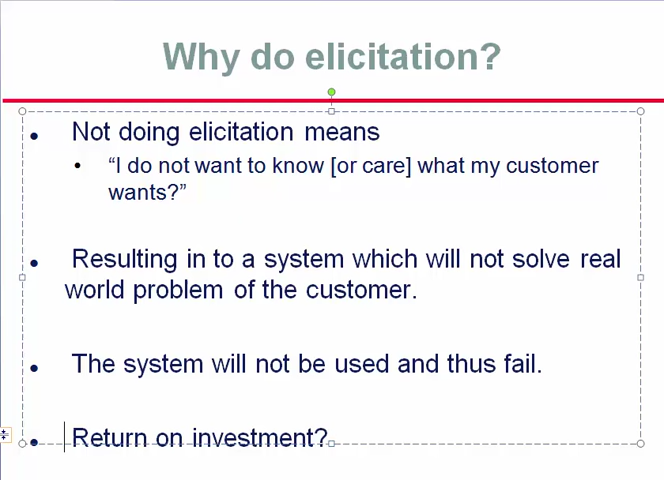 Why do elicitation?
• Not doing elicitation means
• “I do not want to know [or care] what my customer
wants?”
• Resulting in to a system which will not solve real
world problem of the customer.
• The system will not be used and thus fail.
• Return on investment?